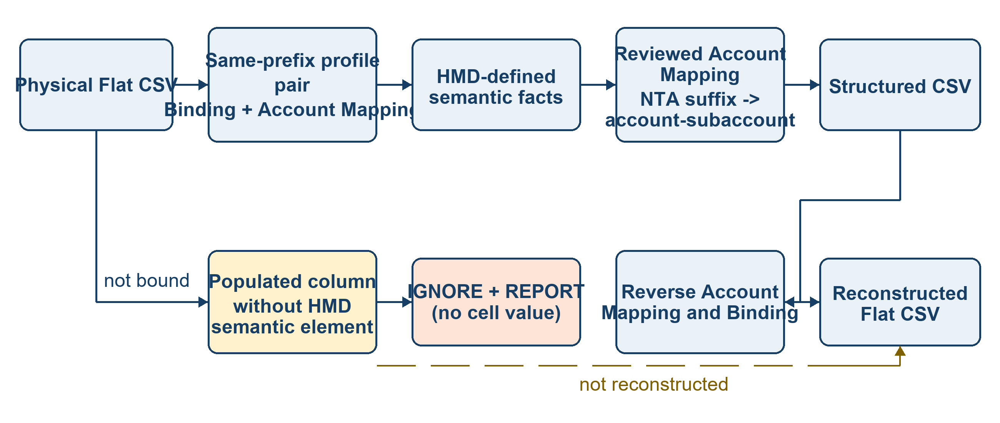 Physical Flat CSV
Same-prefix profile
pair
Binding + Account Mapping
HMD-defined
semantic facts
Reviewed Account
Mapping
NTA suffix ->
account-subaccount
Structured CSV
not bound
Populated column
without HMD
semantic element
IGNORE + REPORT
(no cell value)
Reverse Account
Mapping and Binding
Reconstructed
Flat CSV
not reconstructed